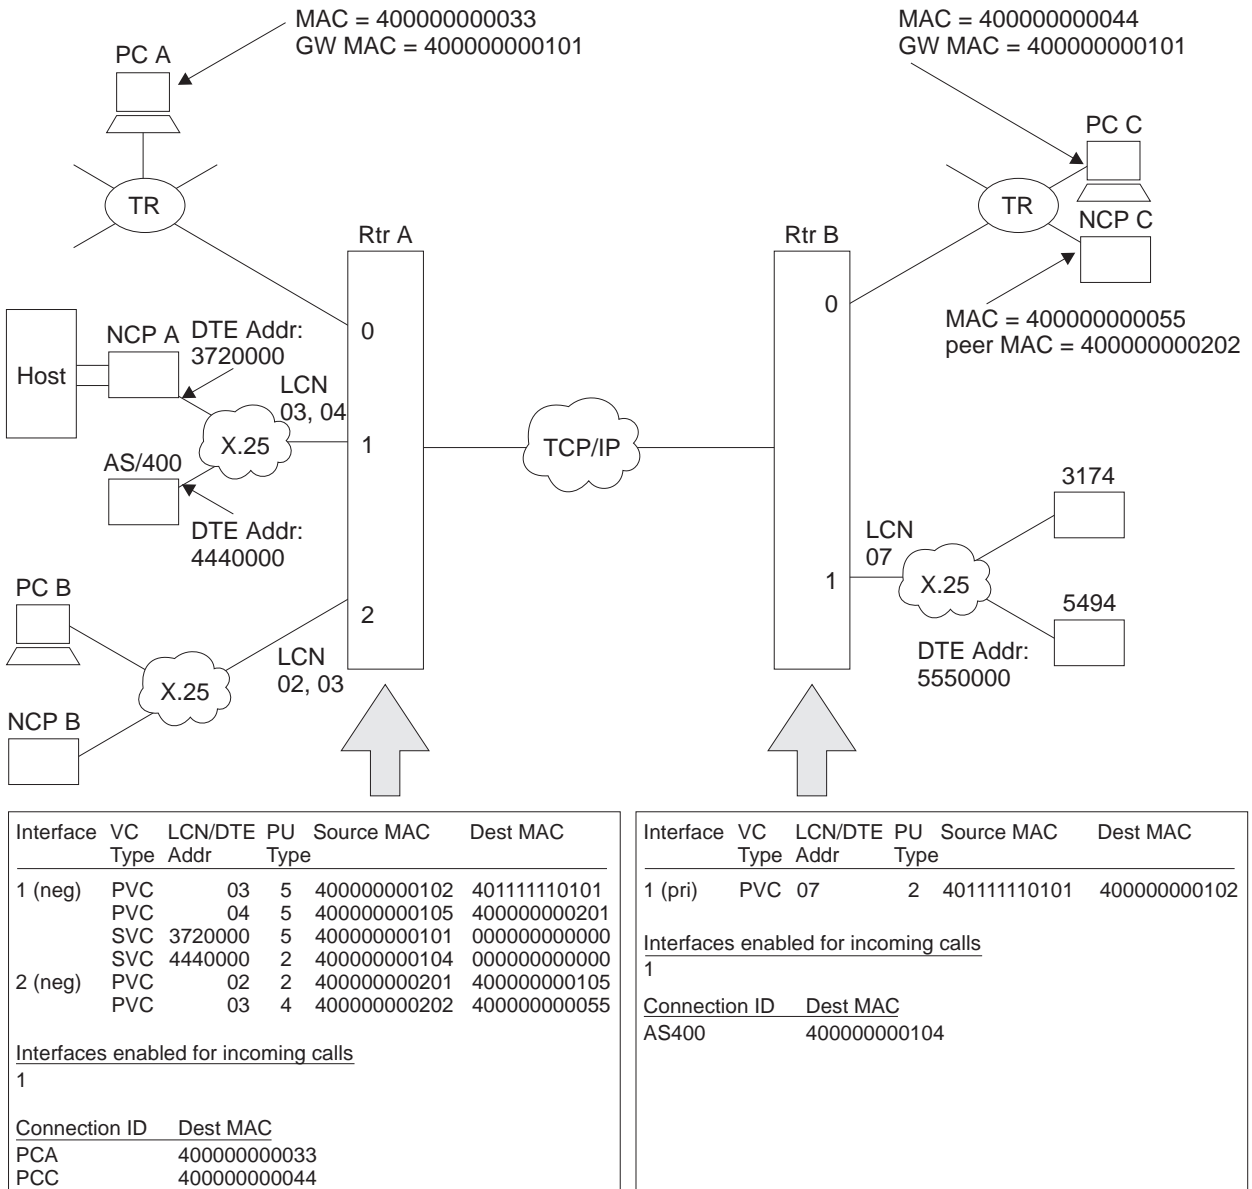 MAC = 400000000033
GW MAC = 400000000101
MAC = 400000000044
GW MAC = 400000000101
PC A
PC C
TR
TR
NCP C
Rtr A
Rtr B
0
0
MAC = 400000000055
peer MAC = 400000000202
Host
NCP A
DTE Addr:
3720000
LCN
03, 04
X.25
1
TCP/IP
AS/400
DTE Addr:
4440000
3174
LCN
07
X.25
1
5494
DTE Addr:
5550000
PC B
2
LCN
02, 03
X.25
NCP B
Interface VC LCN/DTE PU Source MAC Dest MAC
Type Addr Type
1 (neg) PVC 03 5 400000000102 401111110101
PVC 04 5 400000000105 400000000201
SVC 3720000 5 400000000101 000000000000
SVC 4440000 2 400000000104 000000000000
2 (neg) PVC 02 2 400000000201 400000000105
PVC 03 4 400000000202 400000000055
Interfaces enabled for incoming calls
1
Connection ID Dest MAC
PCA 400000000033
PCC 400000000044
Interface VC LCN/DTE PU Source MAC Dest MAC
Type Addr Type
1 (pri) PVC 07 2 401111110101 400000000102
Interfaces enabled for incoming calls
1
Connection ID Dest MAC
AS400 400000000104